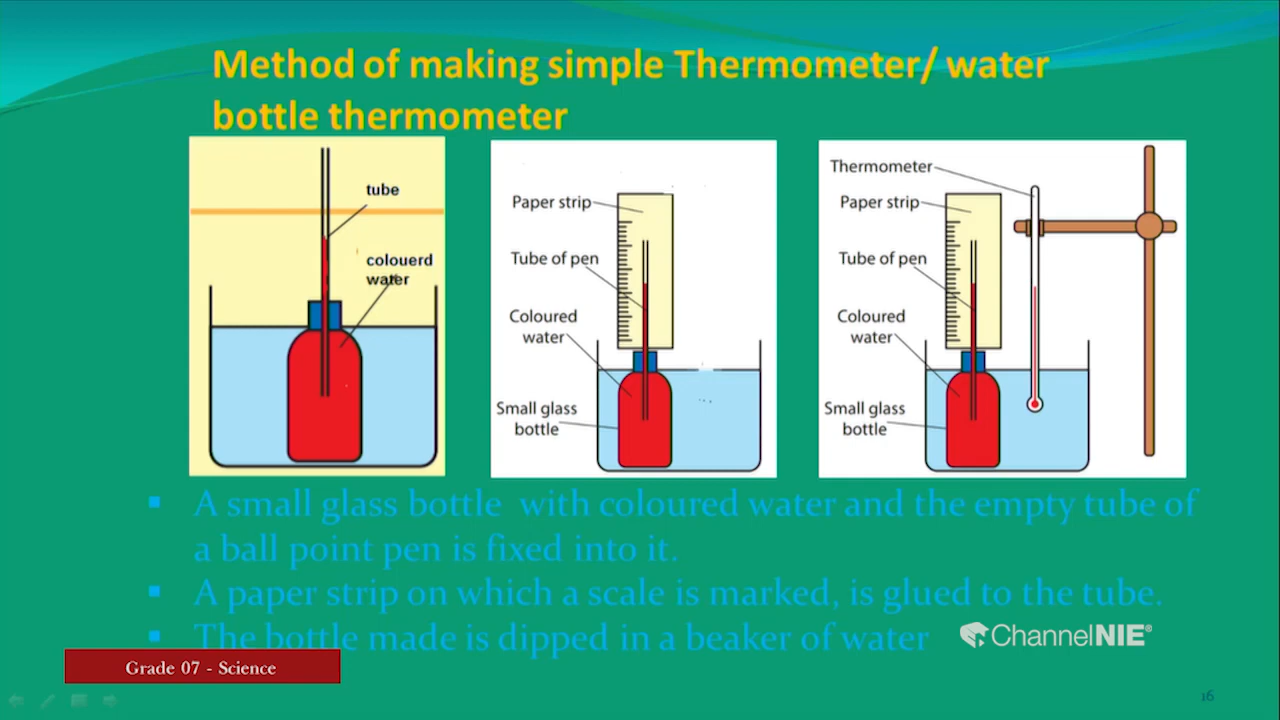 Method of making simple Thermometer/ water
bottle thermometer
tube
colouerd
water
Paper strip
Tube of pen
Coloured
water
Small glass
bottle
Thermometer
Paper strip
Tube of pen
Coloured
water
Small glass
bottle
▪ A small glass bottle with coloured water and the empty tube of
a ball point pen is fixed into it.
▪ A paper strip on which a scale is marked, is glued to the tube.
▪ The bottle made is dipped in a beaker of water
ChannelNIE®
Grade 07 - Science
16